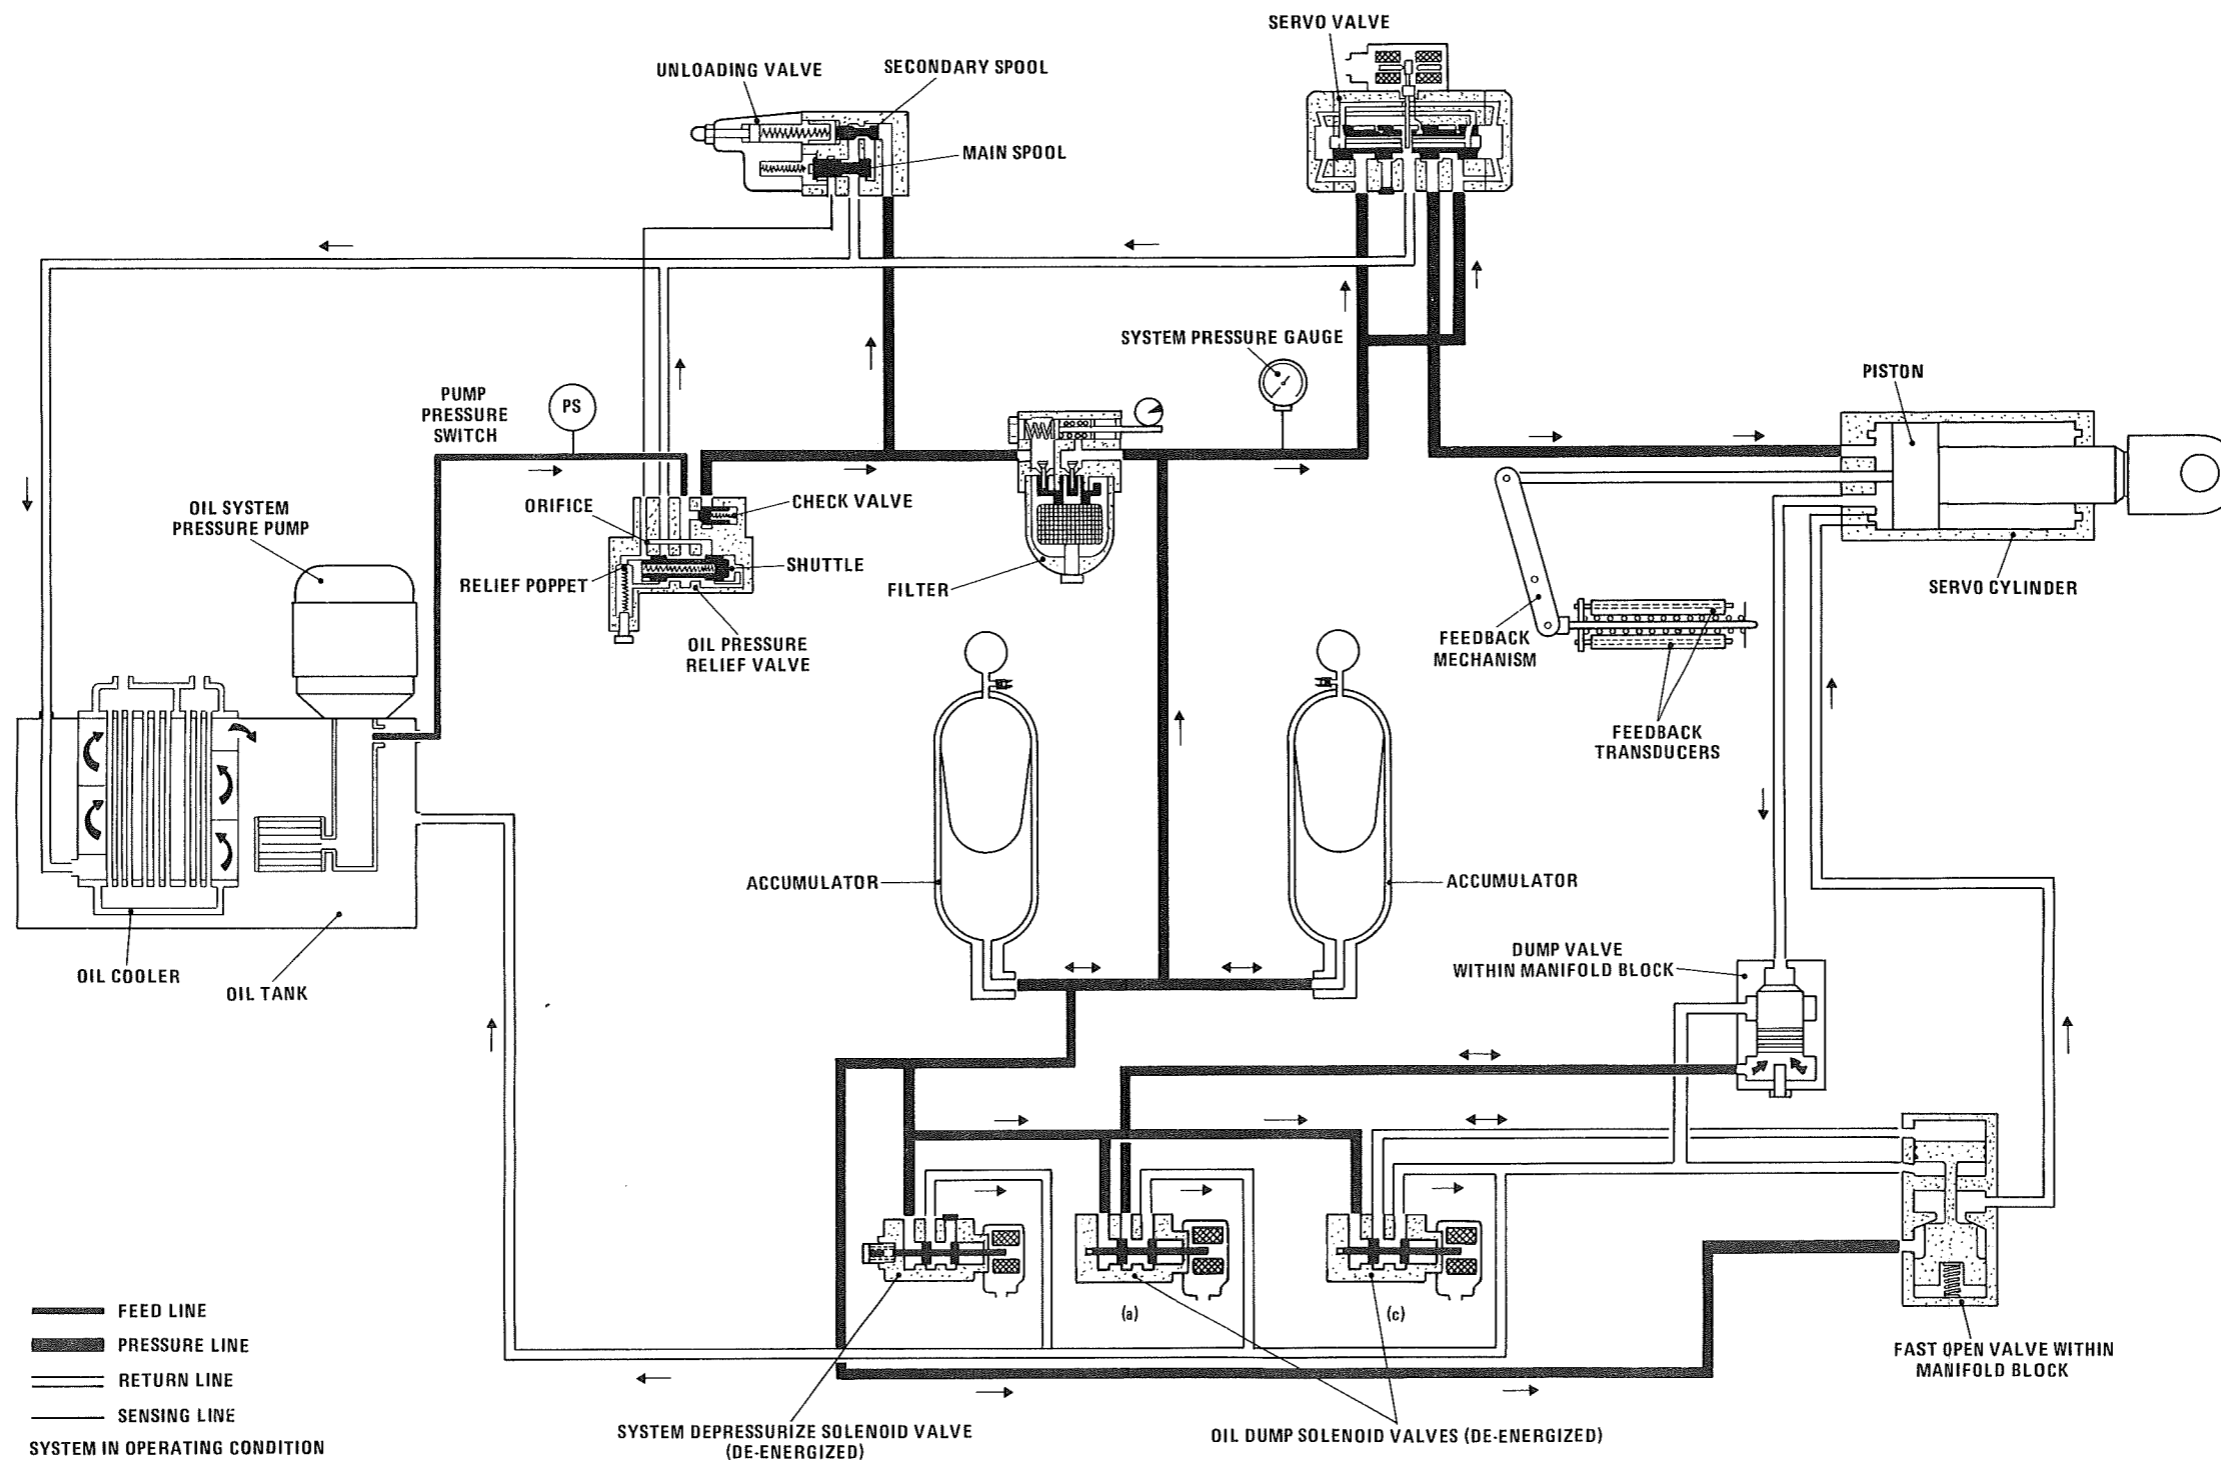 SERVO VALVE
UNLOADING VALVE
SECONDARY SPOOL
MAIN SPOOL
SYSTEM PRESSURE GAUGE
PISTON
PUMP
PRESSURE
SWITCH
PS
OIL SYSTEM
PRESSURE PUMP
ORIFICE
CHECK VALVE
RELIEF POPPET
SHUTTLE
FILTER
SERVO CYLINDER
OIL PRESSURE
RELIEF VALVE
FEEDBACK
MECHANISM
FEEDBACK
TRANSDUCERS
ACCUMULATOR
ACCUMULATOR
DUMP VALVE
WITHIN MANIFOLD BLOCK
OIL COOLER
OIL TANK
(a)
(c)
FEED LINE
PRESSURE LINE
RETURN LINE
SENSING LINE
SYSTEM IN OPERATING CONDITION
FAST OPEN VALVE WITHIN
MANIFOLD BLOCK
SYSTEM DEPRESSURIZE SOLENOID VALVE
(DE-ENERGIZED)
OIL DUMP SOLENOID VALVES (DE-ENERGIZED)